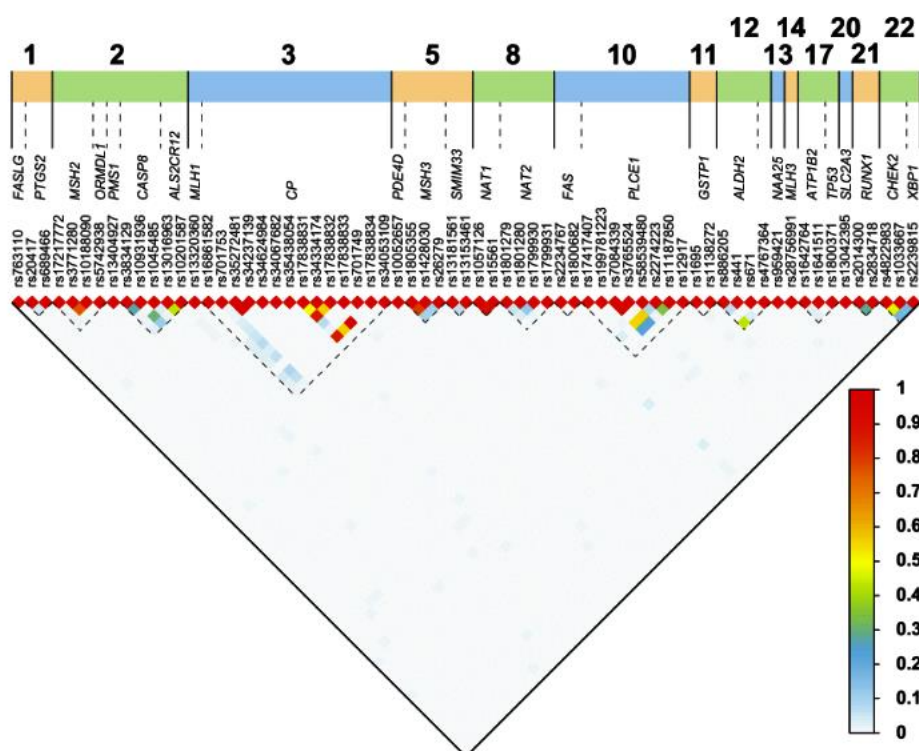 12 14 20 22
1 2 3 5 8 10 11 13 17 21
FASLG
PTGS2
MSH2
ORMDL1
PMS1
CASP8
ALS2CR12
MLH1
CP
PDE4D
MSH3
SMIM33
NAT1
NAT2
FAS
PLCE1
GSTP1
ALDH2
NAA25
MLH3
ATP1B2
TP53
SLC2A3
RUNX1
CHEK2
XBP1
rs763110
rs20417
rs689466
rs17217772
rs3771280
rs10188090
rs5742938
rs13404927
rs3834129
rs10931936
rs1045485
rs13016963
rs10201587
rs13320360
rs16861582
rs701753
rs35272481
rs34237139
rs34624984
rs34067682
rs35438054
rs17838831
rs34334174
rs17838832
rs17838833
rs701749
rs17838834
rs34053109
rs10052657
rs1805355
rs1428030
rs26279
rs13181561
rs13153461
rs1057126
rs15561
rs1801279
rs1801280
rs1799930
rs1799931
rs2234767
rs1800682
rs17417407
rs199781223
rs7084339
rs3765524
rs58539480
rs2274223
rs11187850
rs12917
rs1695
rs1138272
rs886205
rs441
rs671
rs4767364
rs959421
rs28756991
rs1642764
rs1641511
rs1800371
rs13042395
rs2014300
rs2834718
rs4822983
rs1033667
rs2239815
1
0.9
0.8
0.7
0.6
0.5
0.4
0.3
0.2
0.1
0